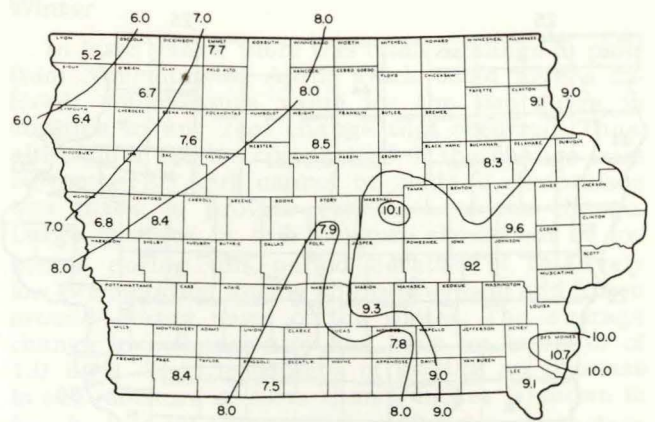 Winter
6.0 7.0 8.0
LYON OSCEOLA DICKINSON EMMET KOSSUTH WINNEBAGO WORTH MITCHELL HOWARD WINNESHIEK ALLAMAKEE
5.2 7.7
SIOUX O'BRIEN CLAY PALO ALTO HANCOCK CERRO GORDO FLOYD CHICKASAW
6.7 8.0 FAYETTE CLAYTON 9.0
9.1
6.0 PLYMOUTH CHEROKEE BUENA VISTA POCAHONTAS HUMBOLDT WRIGHT FRANKLIN BUTLER BREMER
6.4
7.6 8.5
WOODBURY IDA SAC CALHOUN WEBSTER HAMILTON HARDIN GRUNDY BLACK HAWK BUCHANAN DELAWARE DUBUQUE
8.3
MONONA CRAWFORD CARROLL GREENE BOONE STORY MARSHALL TAMA BENTON LINN JONES JACKSON
7.0 6.8 8.4 7.9 10.1 9.6 CLINTON
CEDAR
8.0 HARRISON SHELBY AUDUBON GUTHRIE DALLAS POLK JASPER POWESHIEK IOWA JOHNSON SCOTT
9.2
MUSCATINE
POTTAWATTAMIE CASS ADAIR MADISON WARREN MARION MAHASKA KEOKUK WASHINGTON
9.3 LOUISA
MILLS MONTGOMERY ADAMS UNION CLARKE LUCAS MONROE WAPELLO JEFFERSON HENRY DES MOINES 10.0
7.8 10.7
FREMONT PAGE TAYLOR RINGGOLD DECATUR WAYNE APPANOOSE DAVIS VAN BUREN LEE 10.0
8.4 7.5 9.0 9.1
8.0 8.0 9.0